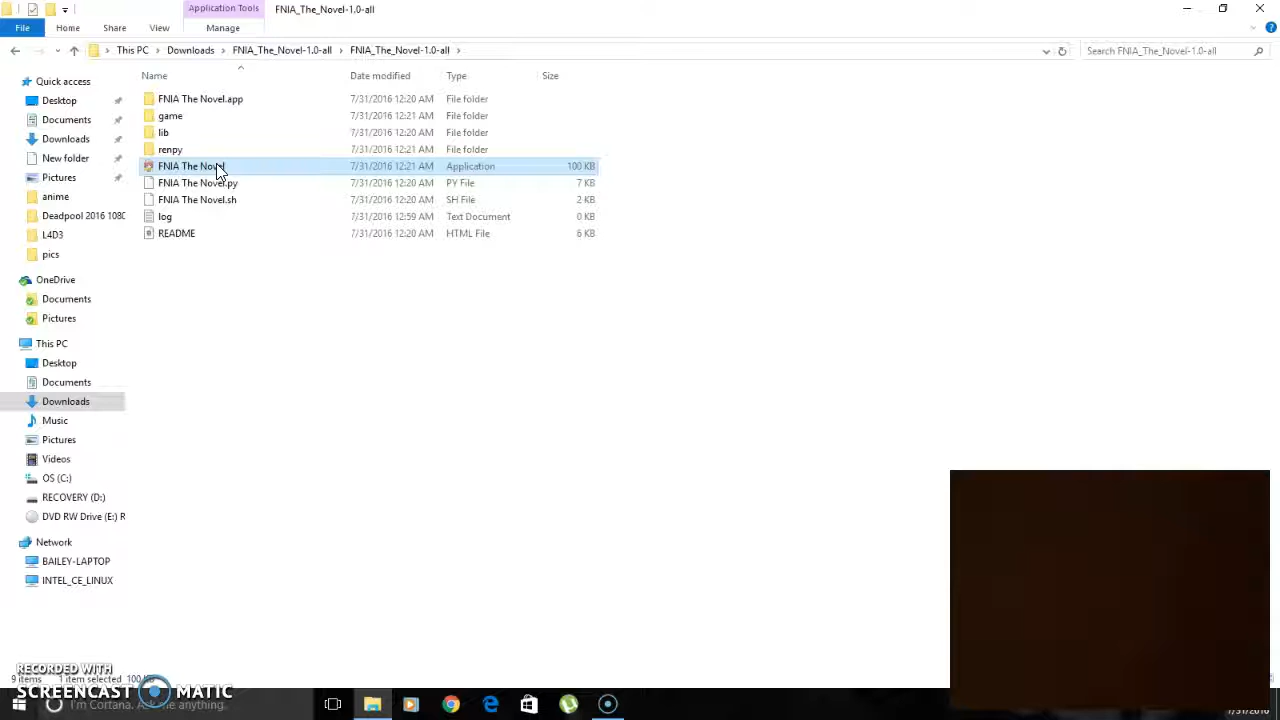 Application Tools
FNIA_The_Novel-1.0-all
File
Home
Share
View
Manage
This PC
Downloads
FNIA_The_Novel-1.0-all
FNIA_The_Novel-1.0-all
Search FNIA_The_Novel-1.0-all
Name
Date modified
Type
Size
Quick access
Desktop
Documents
Downloads
New folder
Pictures
anime
Deadpool 2016 1080
L4D3
pics
OneDrive
Documents
Pictures
This PC
Desktop
Documents
Downloads
Music
Pictures
Videos
OS (C:)
RECOVERY (D:)
DVD RW Drive (E:) R
Network
BAILEY-LAPTOP
INTEL_CE_LINUX
FNIA The Novel.app 7/31/2016 12:20 AM File folder
game 7/31/2016 12:21 AM File folder
lib 7/31/2016 12:20 AM File folder
renpy 7/31/2016 12:21 AM File folder
FNIA The Novel 7/31/2016 12:21 AM Application 100 KB
FNIA The Novel.py 7/31/2016 12:20 AM PY File 7 KB
FNIA The Novel.sh 7/31/2016 12:20 AM SH File 2 KB
log 7/31/2016 12:59 AM Text Document 0 KB
README 7/31/2016 12:20 AM HTML File 6 KB
RECORDED WITH
9 items 1 item selected 100
SCREENCAST MATIC
I'm Cortana. Ask me anything.
7/31/2016